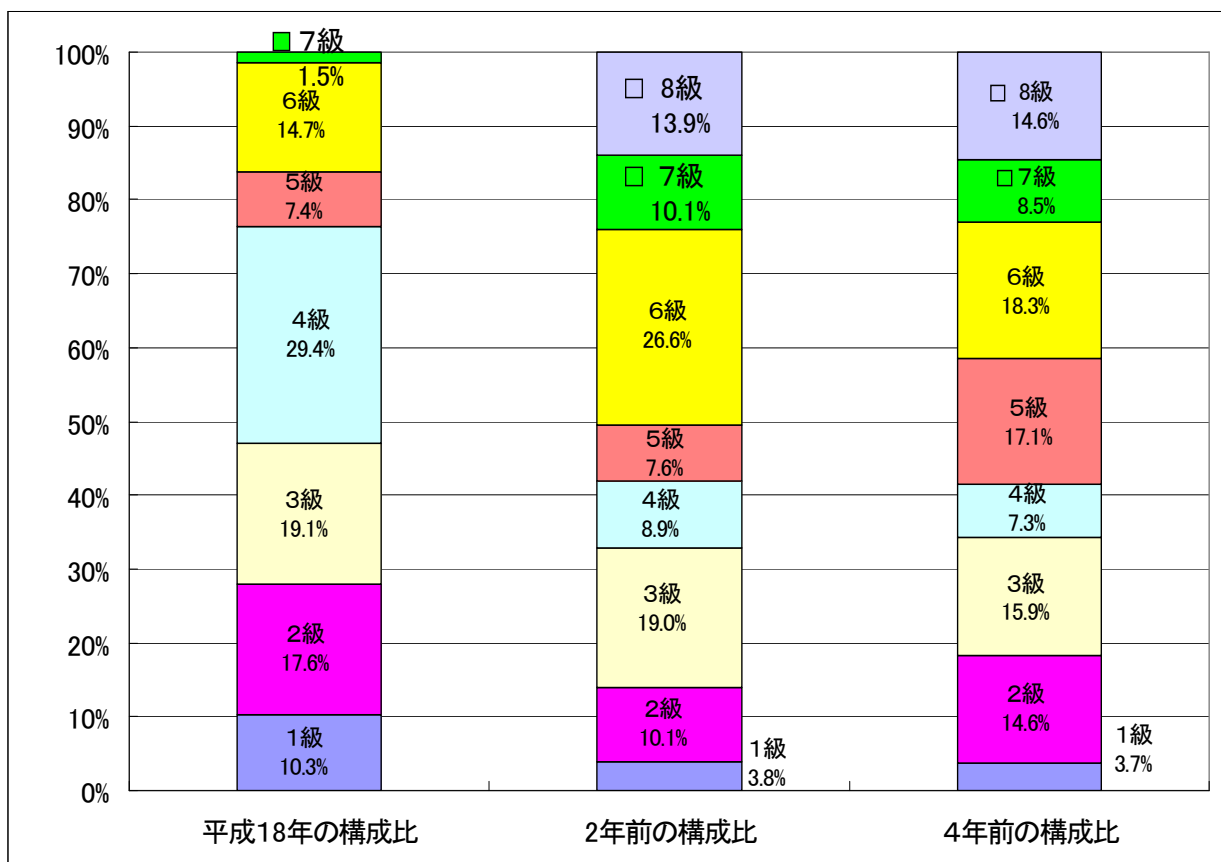 100%
90%
80%
70%
60%
50%
40%
30%
20%
10%
0%
7級
1.5%
6級
14.7%
5級
7.4%
4級
29.4%
3級
19.1%
2級
17.6%
1級
10.3%
8級
13.9%
7級
10.1%
6級
26.6%
5級
7.6%
4級
8.9%
3級
19.0%
2級
10.1%
1級
3.8%
8級
14.6%
7級
8.5%
6級
18.3%
5級
17.1%
4級
7.3%
3級
15.9%
2級
14.6%
1級
3.7%
平成18年の構成比
2年前の構成比
4年前の構成比